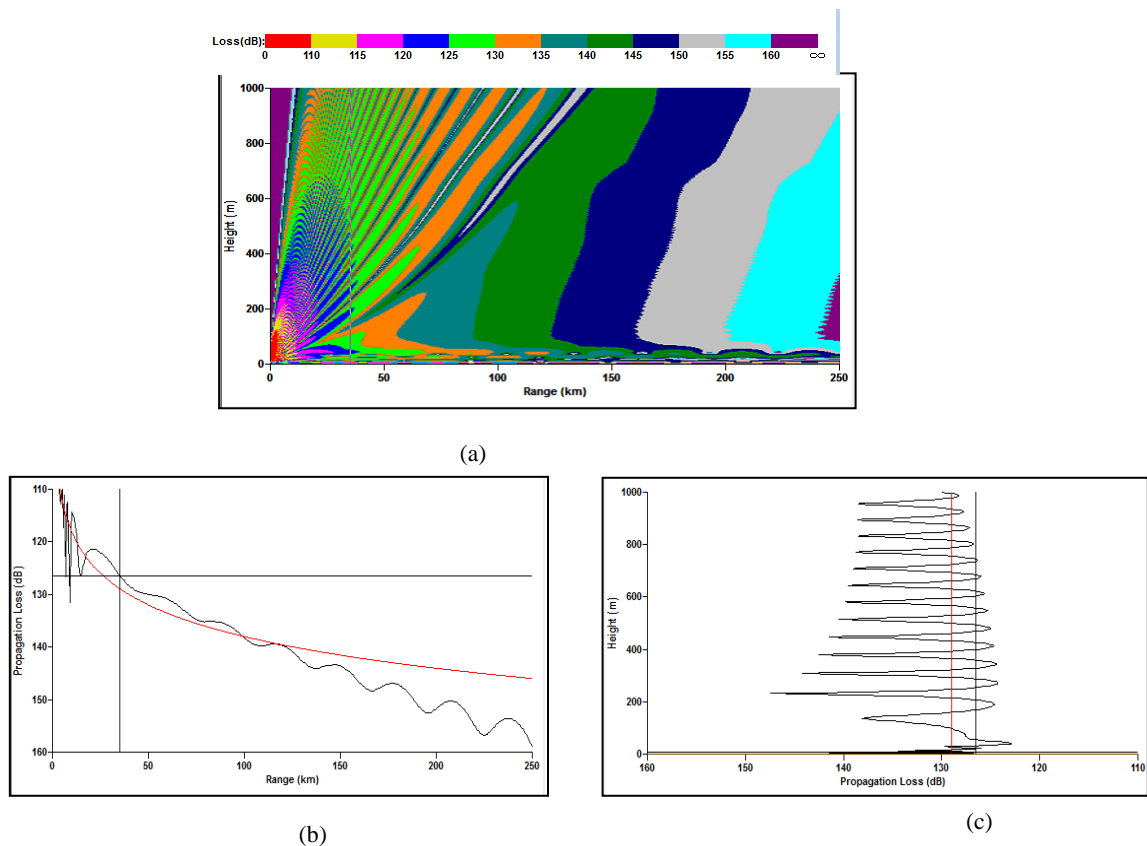 Loss(dB):
0 110 115 120 125 130 135 140 145 150 155 160 ∞
1000
800
600
400
200
0
Height (m)
0 50 100 150 200 250
Range (km)
(a)
110
120
130
140
150
160
Propagation Loss (dB)
0 50 100 150 200 250
Range (km)
(b)
1000
800
600
400
200
0
Height (m)
160 150 140 130 120 110
Propagation Loss (dB)
(c)